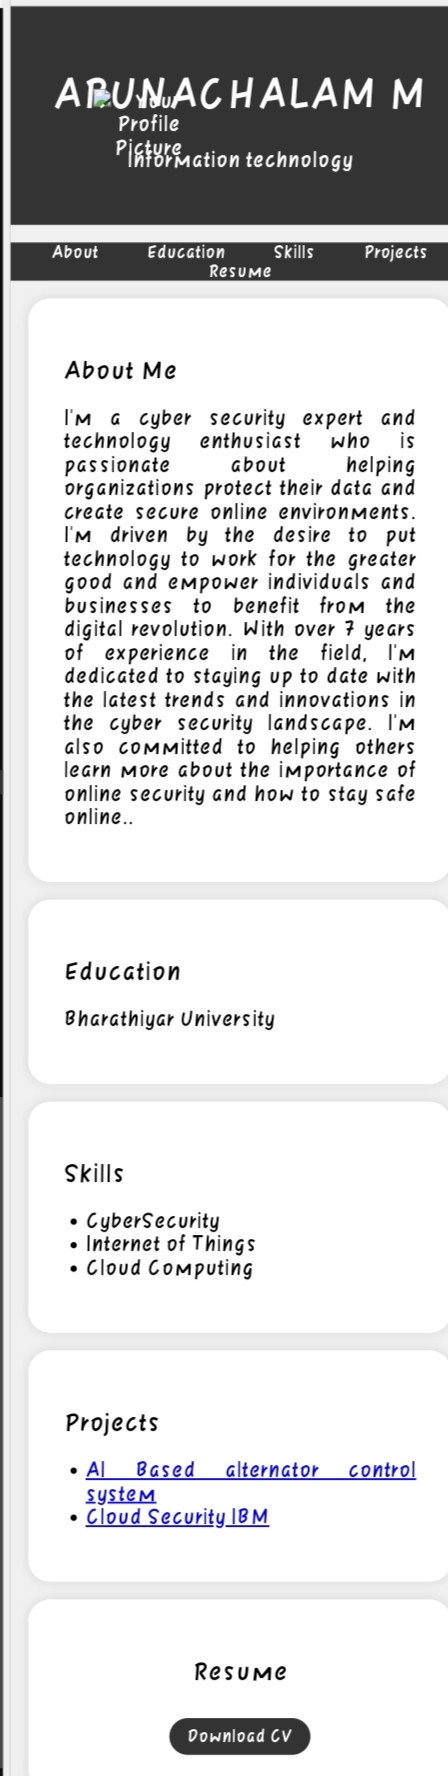 ARUNACHALAM M
Your
Profile
Picture
Information technology
About Education Skills Projects
Resume
About Me
I'm a cyber security expert and
technology enthusiast who is
passionate about helping
organizations protect their data and
create secure online environments.
I'm driven by the desire to put
technology to work for the greater
good and empower individuals and
businesses to benefit from the
digital revolution. With over 7 years
of experience in the field, I'm
dedicated to staying up to date with
the latest trends and innovations in
the cyber security landscape. I'm
also committed to helping others
learn more about the importance of
online security and how to stay safe
online..
Education
Bharathiyar University
Skills
• CyberSecurity
• Internet of Things
• Cloud Computing
Projects
• AI Based alternator control
system
• Cloud Security IBM
Resume
Download CV